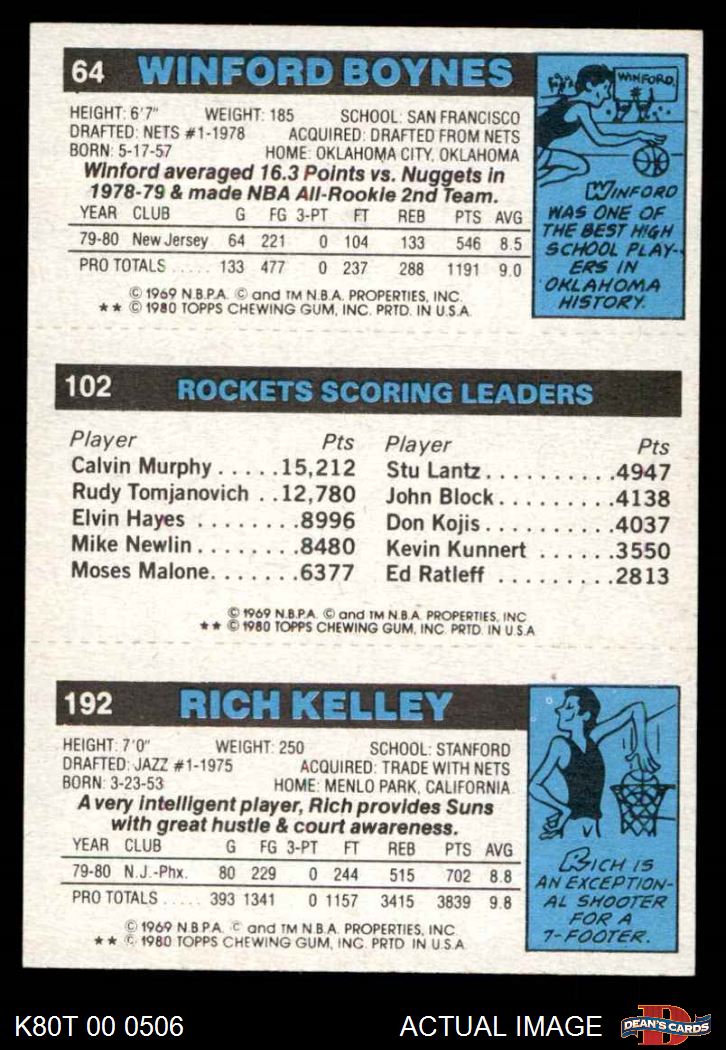 64 WINFORD BOYNES
HEIGHT: 6'7" WEIGHT: 185 SCHOOL: SAN FRANCISCO
DRAFTED: NETS #1-1978 ACQUIRED: DRAFTED FROM NETS
BORN: 5-17-57 HOME: OKLAHOMA CITY, OKLAHOMA
Winford averaged 16.3 Points vs. Nuggets in
1978-79 & made NBA All-Rookie 2nd Team.
YEAR CLUB G FG 3-PT FT REB PTS AVG
79-80 New Jersey 64 221 0 104 133 546 8.5
PRO TOTALS ..... 133 477 0 237 288 1191 9.0
© 1969 N.B.P.A. © and TM N.B.A. PROPERTIES, INC.
** © 1980 TOPPS CHEWING GUM, INC. PRTD. IN U.S.A.
WINFORD
#1
WINFORD
WAS ONE OF
THE BEST HIGH
SCHOOL PLAY-
ERS IN
OKLAHOMA
HISTORY.
102 ROCKETS SCORING LEADERS
Player Pts Player Pts
Calvin Murphy .....15,212 Stu Lantz..........4947
Rudy Tomjanovich ..12,780 John Block.........4138
Elvin Hayes ........8996 Don Kojis..........4037
Mike Newlin........8480 Kevin Kunnert ......3550
Moses Malone.......6377 Ed Ratleff .........2813
© 1969 N.B.P.A. © and TM N.B.A. PROPERTIES, INC
** © 1980 TOPPS CHEWING GUM, INC. PRTD. IN U.S.A
192 RICH KELLEY
HEIGHT: 7'0" WEIGHT: 250 SCHOOL: STANFORD
DRAFTED: JAZZ #1-1975 ACQUIRED: TRADE WITH NETS
BORN: 3-23-53 HOME: MENLO PARK, CALIFORNIA
A very intelligent player, Rich provides Suns
with great hustle & court awareness.
YEAR CLUB G FG 3-PT FT REB PTS AVG
79-80 N.J.-Phx. 80 229 0 244 515 702 8.8
PRO TOTALS ..... 393 1341 0 1157 3415 3839 9.8
© 1969 N.B.P.A. © and TM N.B.A. PROPERTIES, INC
** © 1980 TOPPS CHEWING GUM, INC. PRTD IN U.S.A.
RICH IS
AN EXCEPTION-
AL SHOOTER
FOR A
7-FOOTER.
K80T 00 0506 ACTUAL IMAGE D DEAN'S CARDS